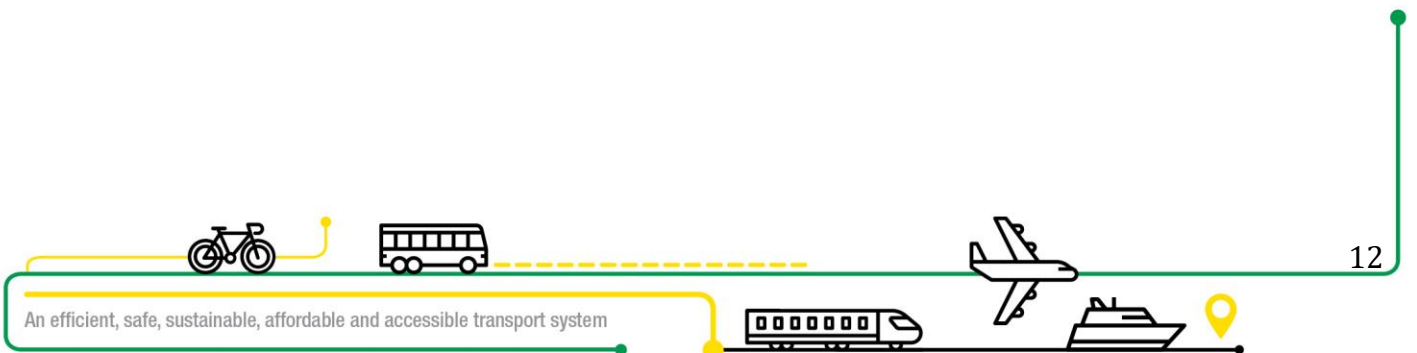 12
An efficient, safe, sustainable, affordable and accessible transport system